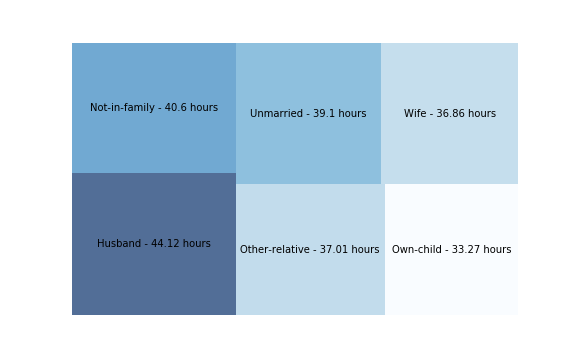 Not-in-family - 40.6 hours
Unmarried - 39.1 hours
Wife - 36.86 hours
Husband - 44.12 hours
Other-relative - 37.01 hours
Own-child - 33.27 hours